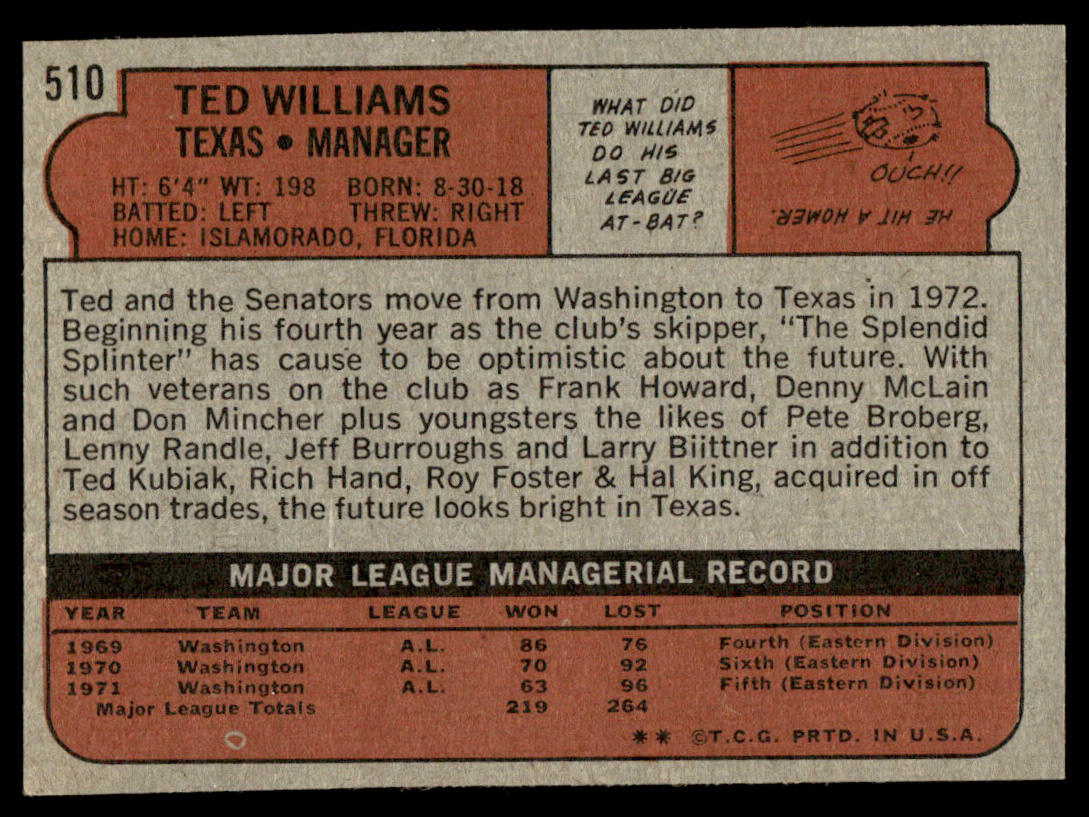 510
TED WILLIAMS
TEXAS • MANAGER
HT: 6'4" WT: 198 BORN: 8-30-18
BATTED: LEFT THREW: RIGHT
HOME: ISLAMORADO, FLORIDA
WHAT DID
TED WILLIAMS
DO HIS
LAST BIG
LEAGUE
AT-BAT?
OUCH!!
HE HIT A HOMER.
Ted and the Senators move from Washington to Texas in 1972.
Beginning his fourth year as the club's skipper, "The Splendid
Splinter" has cause to be optimistic about the future. With
such veterans on the club as Frank Howard, Denny McLain
and Don Mincher plus youngsters the likes of Pete Broberg,
Lenny Randle, Jeff Burroughs and Larry Biittner in addition to
Ted Kubiak, Rich Hand, Roy Foster & Hal King, acquired in off
season trades, the future looks bright in Texas.
MAJOR LEAGUE MANAGERIAL RECORD
YEAR TEAM LEAGUE WON LOST POSITION
1969 Washington A.L. 86 76 Fourth (Eastern Division)
1970 Washington A.L. 70 92 Sixth (Eastern Division)
1971 Washington A.L. 63 96 Fifth (Eastern Division)
Major League Totals 219 264
** ©T.C.G. PRTD. IN U.S.A.